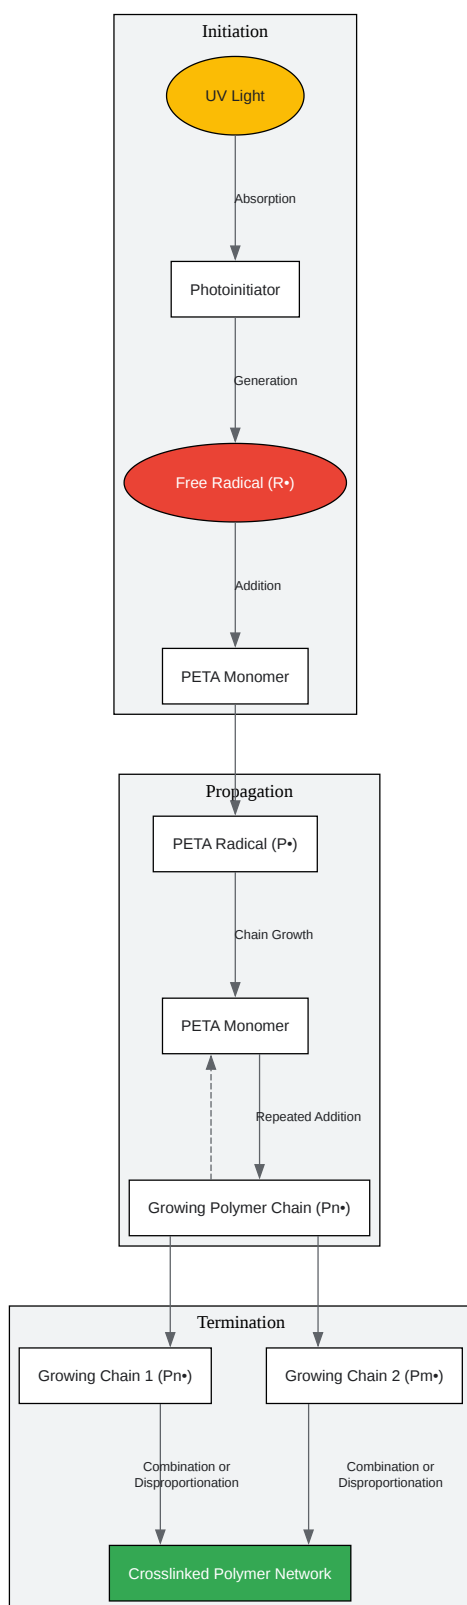 Initiation
UV Light
Absorption
Photoinitiator
Generation
Free Radical (R•)
Addition
PETA Monomer
Propagation
PETA Radical (P•)
Chain Growth
PETA Monomer
Repeated Addition
Growing Polymer Chain (Pn•)
Termination
Growing Chain 1 (Pn•)
Growing Chain 2 (Pm•)
Combination or
Disproportionation
Combination or
Disproportionation
Crosslinked Polymer Network